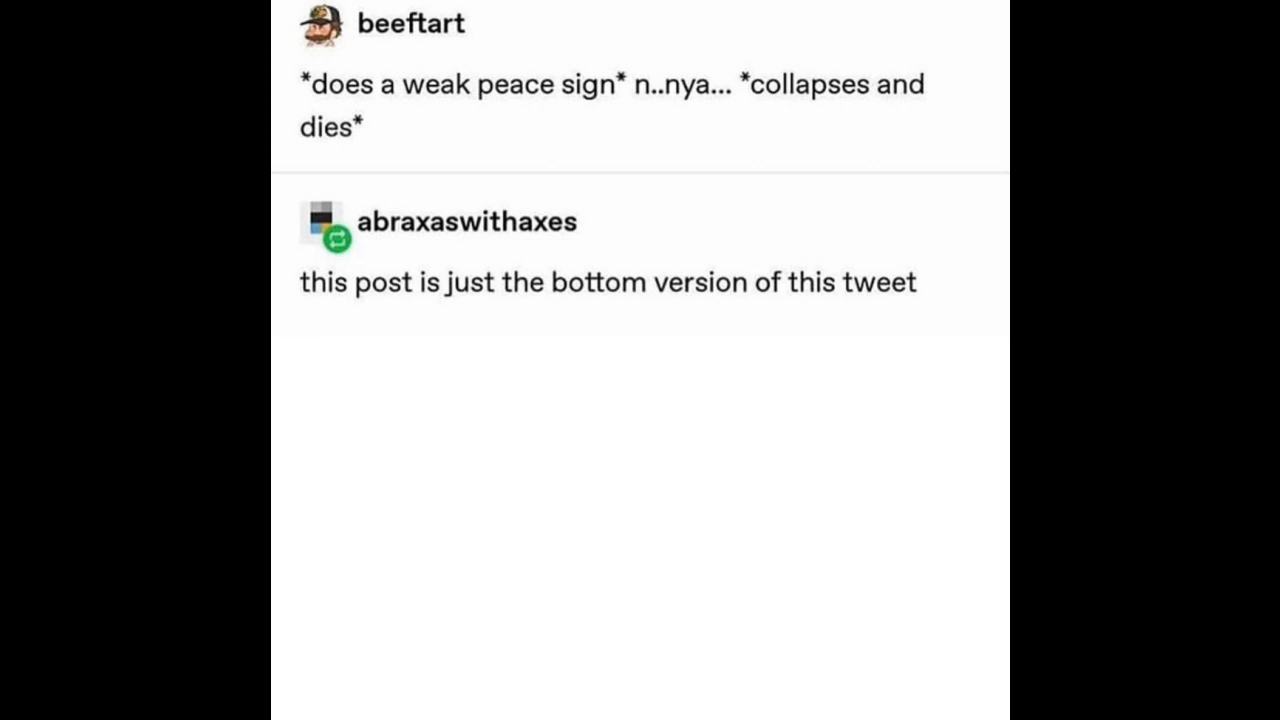 beeftart
*does a weak peace sign* n..nya... *collapses and
dies*
abraxaswithaxes
this post is just the bottom version of this tweet